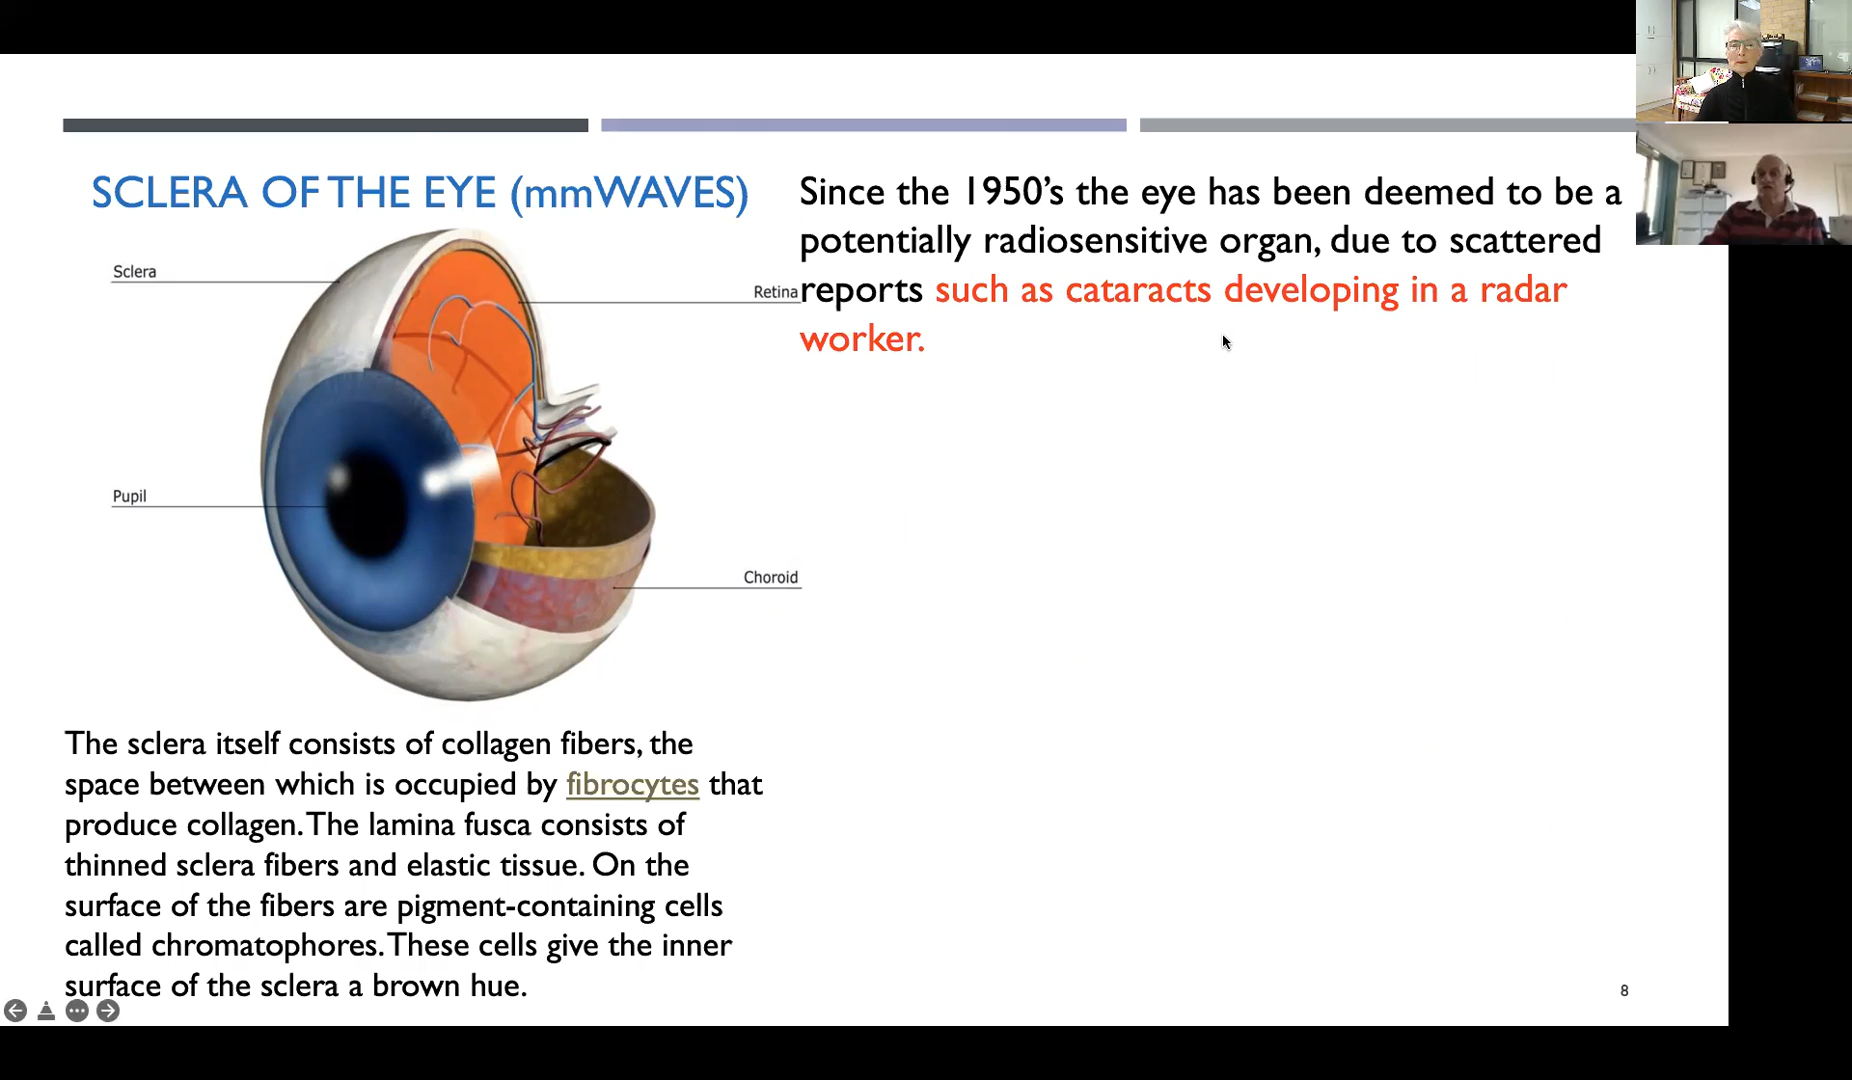 SCLERA OF THE EYE (mmWAVES)
Sclera
Retina
Pupil
Choroid
The sclera itself consists of collagen fibers, the
space between which is occupied by fibrocytes that
produce collagen. The lamina fusca consists of
thinned sclera fibers and elastic tissue. On the
surface of the fibers are pigment-containing cells
called chromatophores. These cells give the inner
surface of the sclera a brown hue.
Since the 1950’s the eye has been deemed to be a
potentially radiosensitive organ, due to scattered
reports such as cataracts developing in a radar
worker.
8